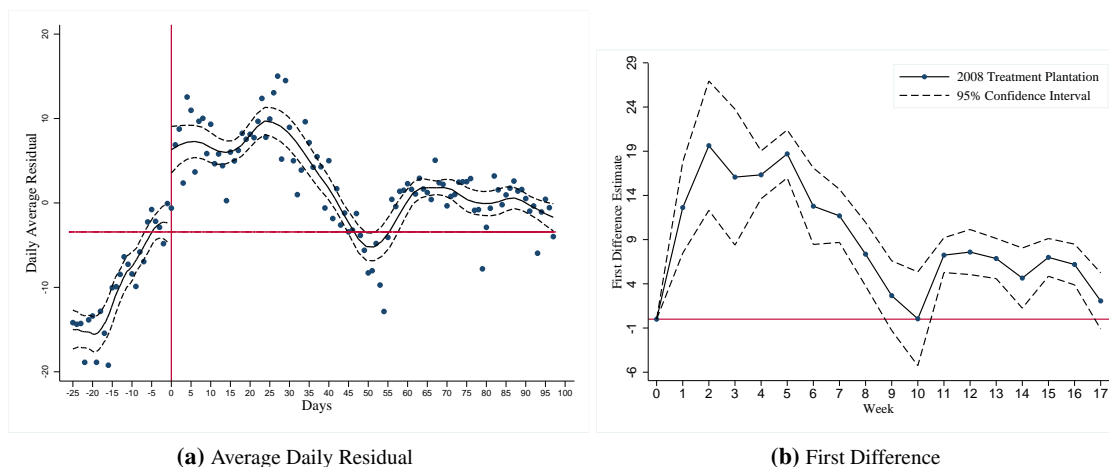 20
10
0
-10
-20
Daily Average Residual
-25 -20 -15 -10 -5 0 5 10 15 20 25 30 35 40 45 50 55 60 65 70 75 80 85 90 95 100
Days
(a) Average Daily Residual
29
24
19
14
9
4
-1
-6
First Difference Estimate
2008 Treatment Plantation
95% Confidence Interval
0 1 2 3 4 5 6 7 8 9 10 11 12 13 14 15 16 17
Week
(b) First Difference